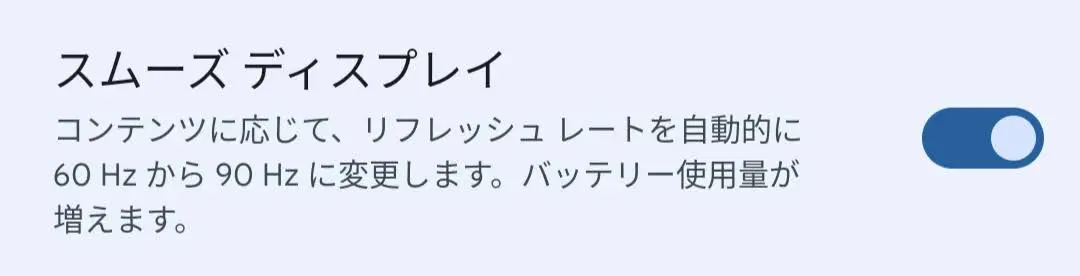 スムーズ ディスプレイ
コンテンツに応じて、リフレッシュ レートを自動的に
60 Hz から 90 Hz に変更します。バッテリー使用量が
増えます。